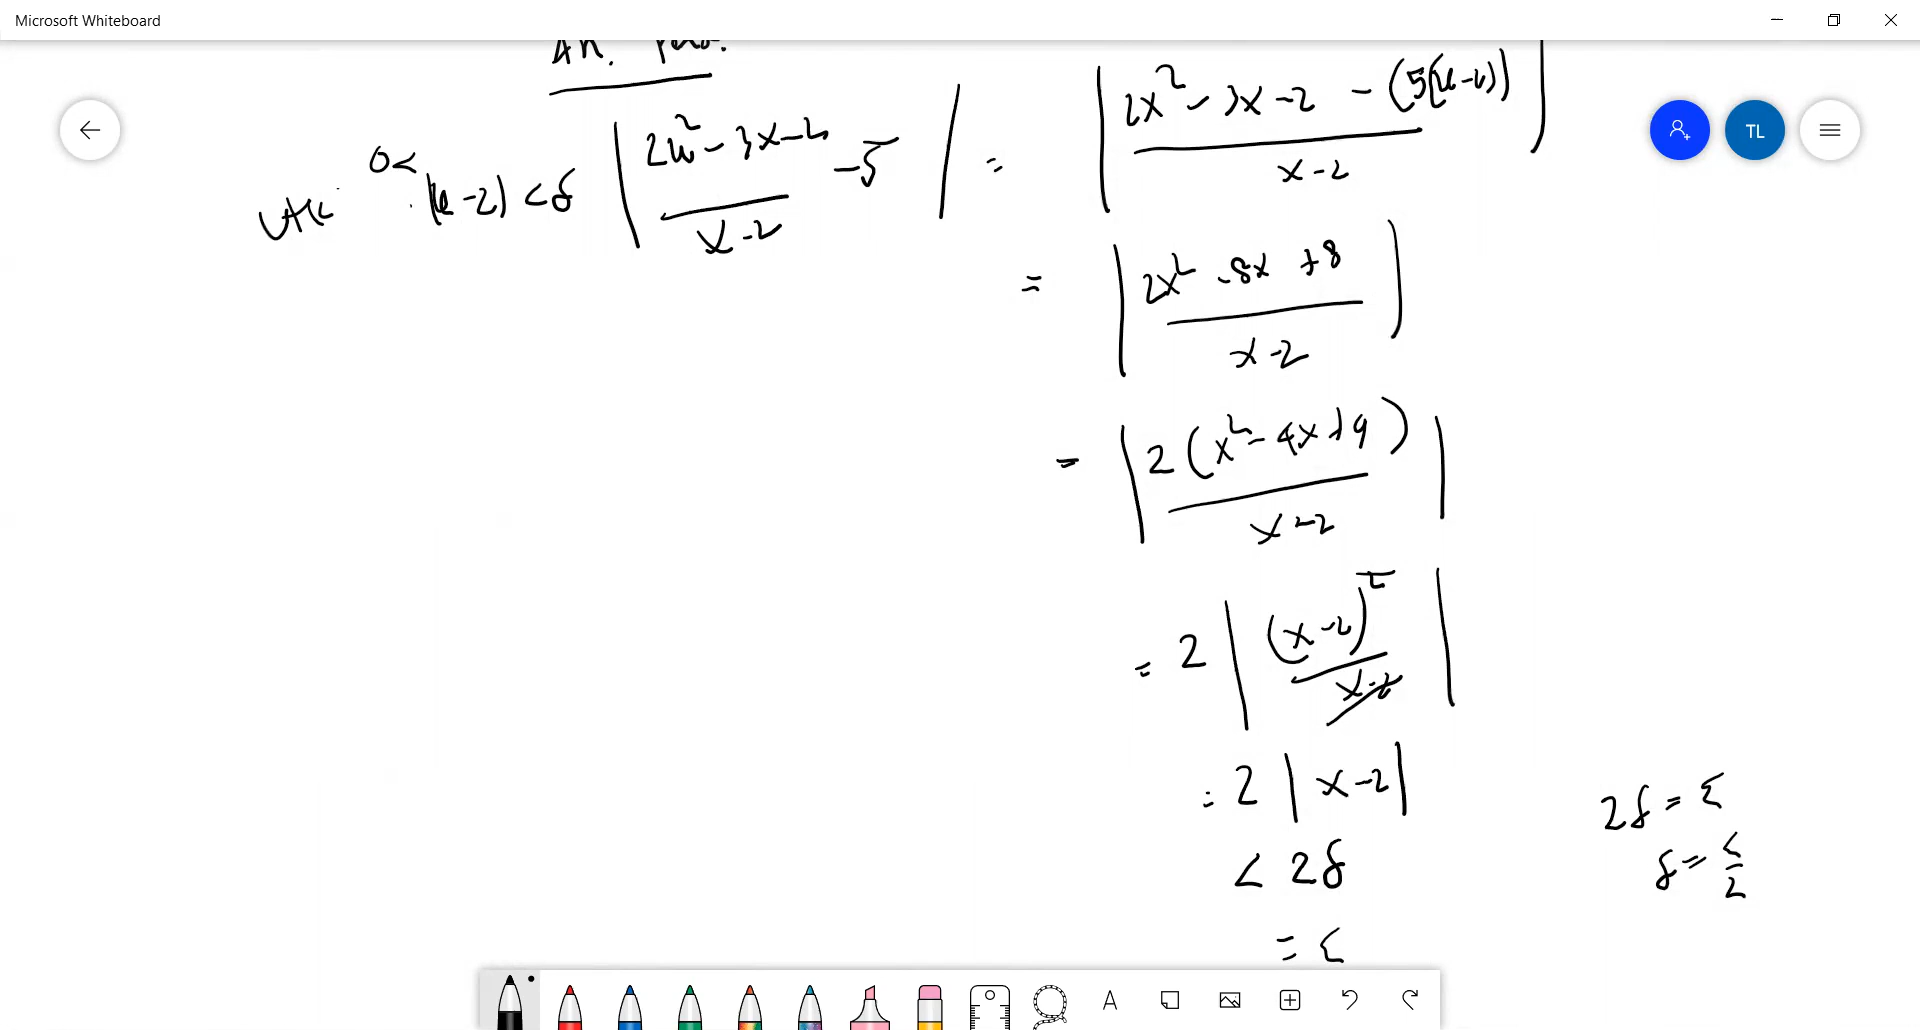 Microsoft Whiteboard
An.
TL
0<
|x-2| < δ | (2x² - 3x - 2)/(x-2) - 5 | = | (2x² - 3x - 2 - (5(x-2)))/(x-2) |
= | (2x² - 8x + 8)/(x-2) |
= | 2(x² - 4x + 4)/(x-2) |
= 2 | (x-2)²/(x-2) |
= 2 | x-2 |
2δ = ε
< 2δ
δ = ε/2
= ε
A